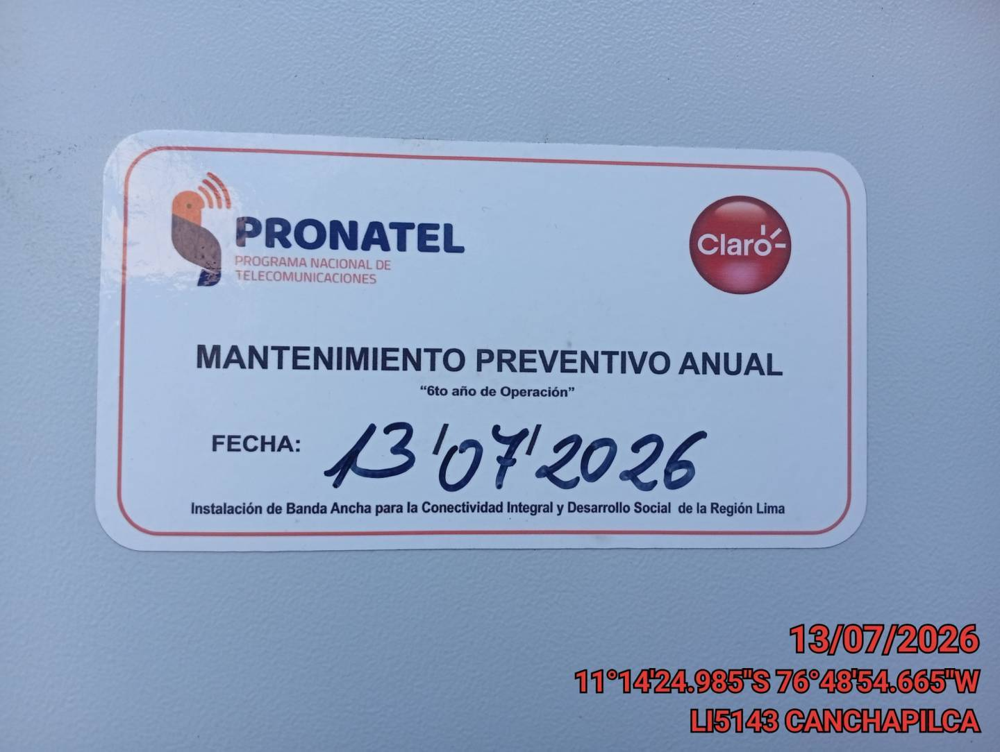 PRONATEL
PROGRAMA NACIONAL DE
TELECOMUNICACIONES
Claro
MANTENIMIENTO PREVENTIVO ANUAL
“6to año de Operación”
FECHA: 13/07/2026
Instalación de Banda Ancha para la Conectividad Integral y Desarrollo Social de la Región Lima
13/07/2026
11°14'24.985"S 76°48'54.665"W
LI5143 CANCHAPILCA